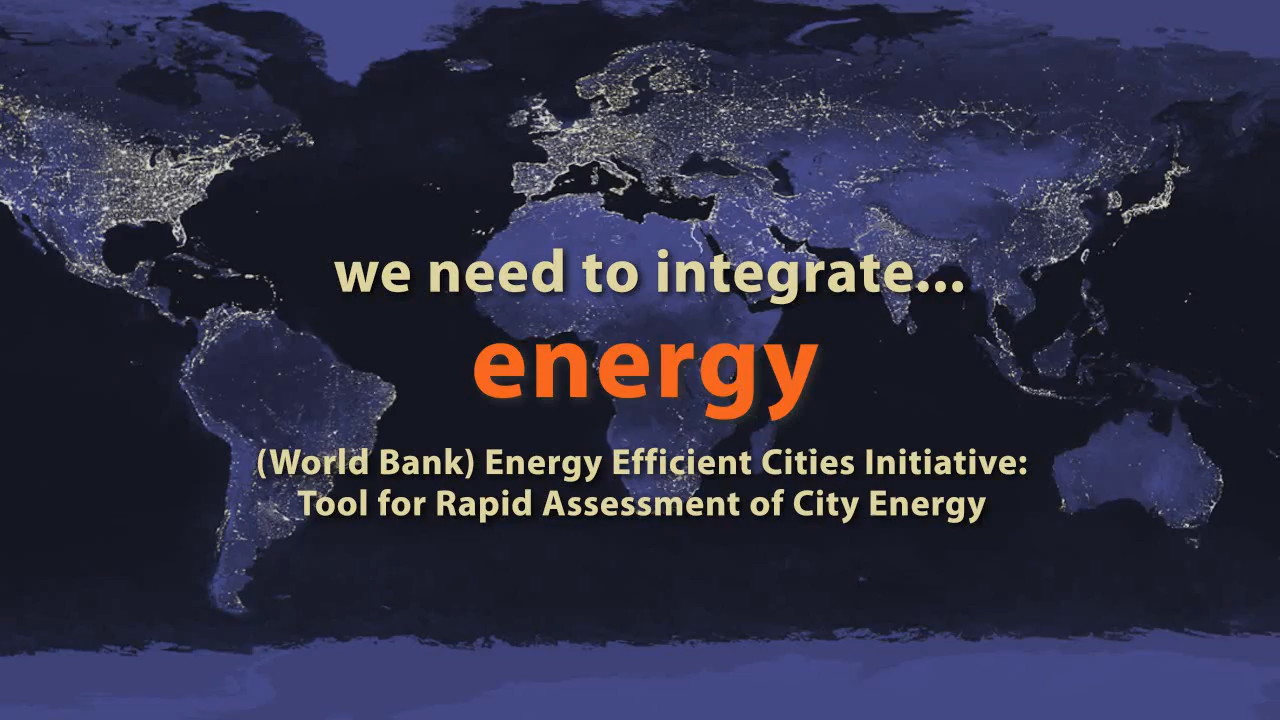 we need to integrate...
energy
(World Bank) Energy Efficient Cities Initiative:
Tool for Rapid Assessment of City Energy